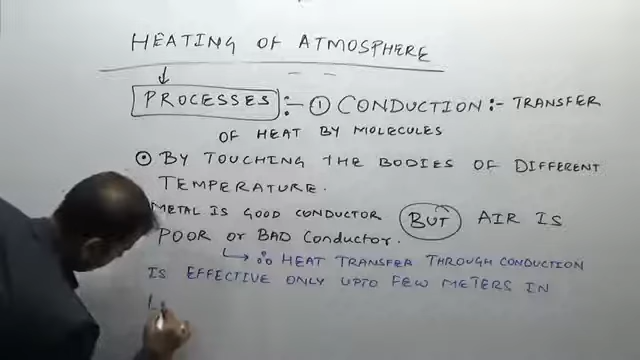 HEATING OF ATMOSPHERE
PROCESSES :- ① CONDUCTION :- TRANSFER
OF HEAT BY MOLECULES
⊙ BY TOUCHING THE BODIES OF DIFFERENT
TEMPERATURE.
METAL IS GOOD CONDUCTOR BUT AIR IS
POOR or BAD Conductor.
↳ ∴ HEAT TRANSFER THROUGH CONDUCTION
IS EFFECTIVE ONLY UPTO FEW METERS IN